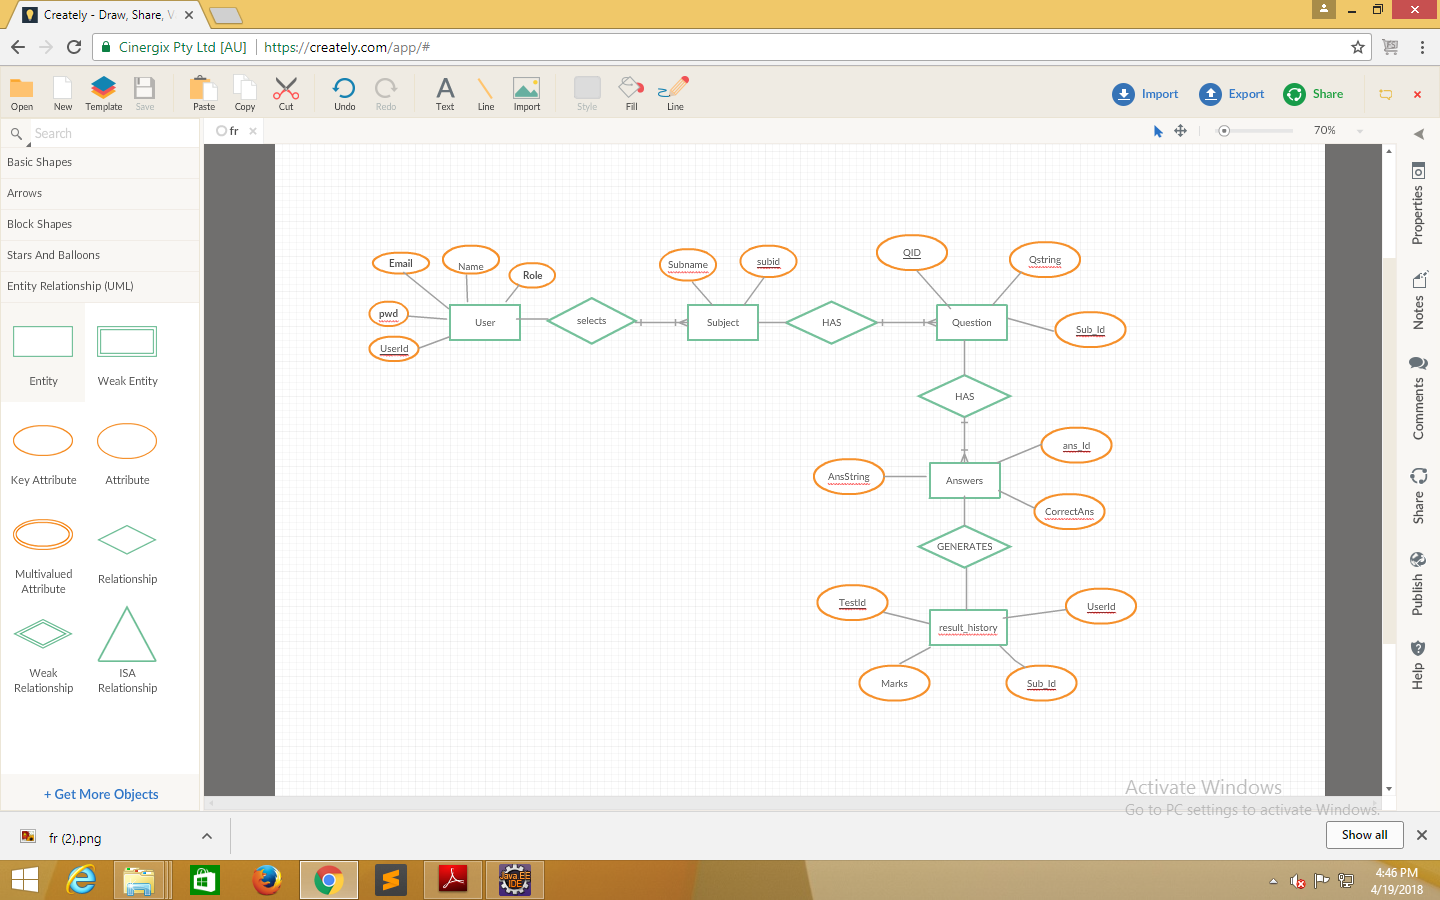 Creately - Draw, Share, V
Cinergix Pty Ltd [AU] https://creately.com/app/#
Open New Template Save Paste Copy Cut Undo Redo Text Line Import Style Fill Line Import Export Share
Search
fr
70%
Basic Shapes
Arrows
Block Shapes
Stars And Balloons
Entity Relationship (UML)
Entity Weak Entity
Key Attribute Attribute
Multivalued Attribute Relationship
Weak Relationship ISA Relationship
+ Get More Objects
Email Name Role
pwd
UserId
User
selects
Subname subid
Subject
HAS
QID Qstring
Question
Sub_Id
HAS
ans_Id
AnsString Answers
CorrectAns
GENERATES
TestId UserId
result_history
Marks Sub_Id
Properties
Notes
Comments
Share
Publish
Help
Activate Windows
Go to PC settings to activate Windows.
fr (2).png Show all
Java EE
IDE
4:46 PM
4/19/2018